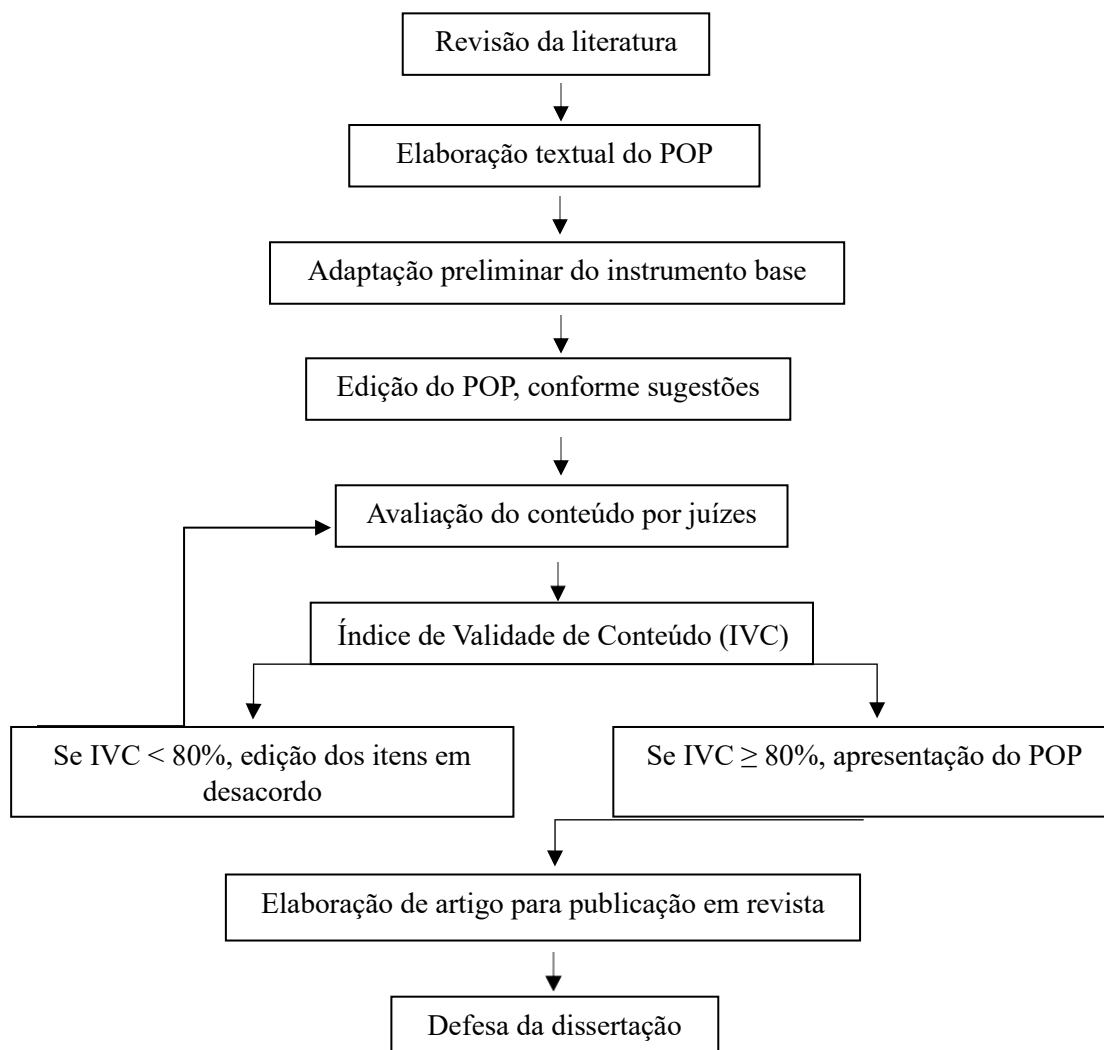 Revisão da literatura
Elaboração textual do POP
Adaptação preliminar do instrumento base
Edição do POP, conforme sugestões
Avaliação do conteúdo por juízes
Índice de Validade de Conteúdo (IVC)
Se IVC < 80%, edição dos itens em
desacordo
Se IVC ≥ 80%, apresentação do POP
Elaboração de artigo para publicação em revista
Defesa da dissertação